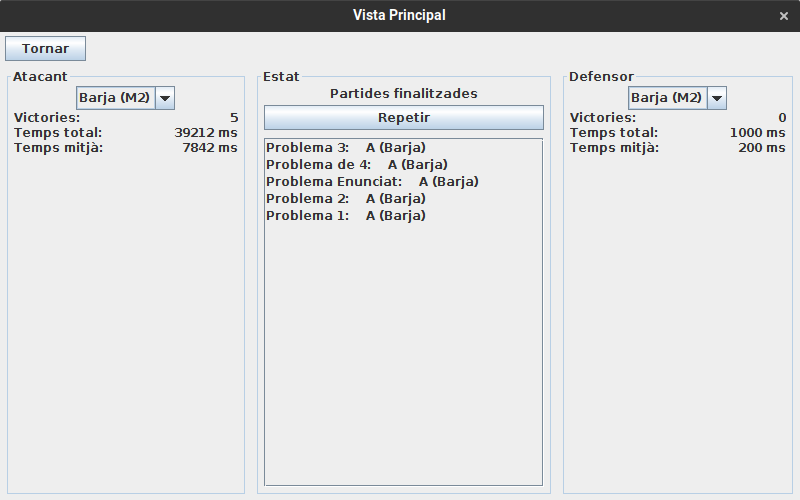 Vista Principal
Tornar
Atacant
Barja (M2)
Victories: 5
Temps total: 39212 ms
Temps mitjà: 7842 ms
Estat
Partides finalitzades
Repetir
Problema 3: A (Barja)
Problema de 4: A (Barja)
Problema Enunciat: A (Barja)
Problema 2: A (Barja)
Problema 1: A (Barja)
Defensor
Barja (M2)
Victories: 0
Temps total: 1000 ms
Temps mitjà: 200 ms